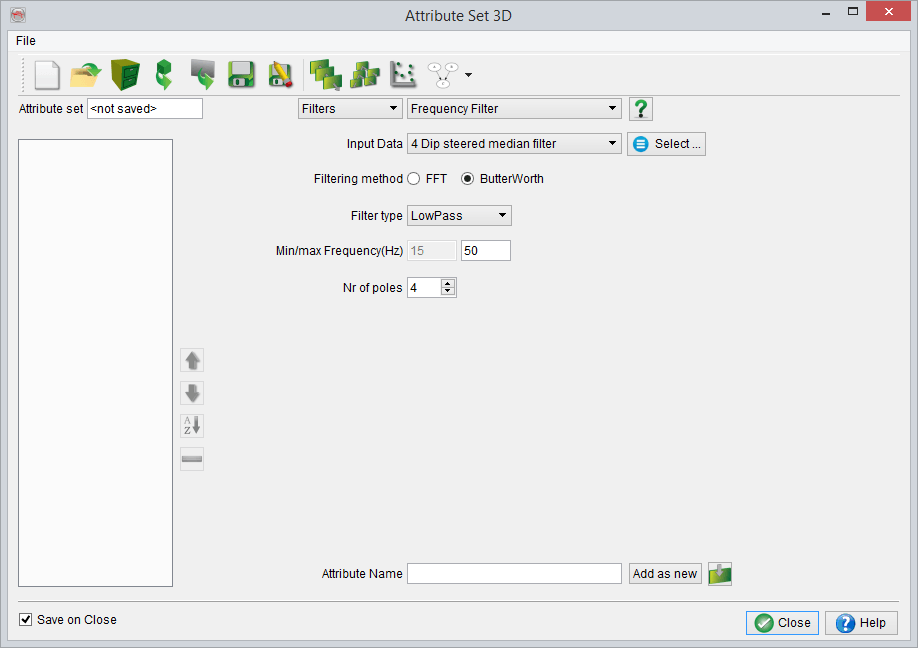 Attribute Set 3D
File
Attribute set <not saved> Filters Frequency Filter ?
Input Data 4 Dip steered median filter Select ...
Filtering method FFT ButterWorth
Filter type LowPass
Min/max Frequency(Hz) 15 50
Nr of poles 4
A
Z
Attribute Name Add as new
Save on Close
Close ? Help